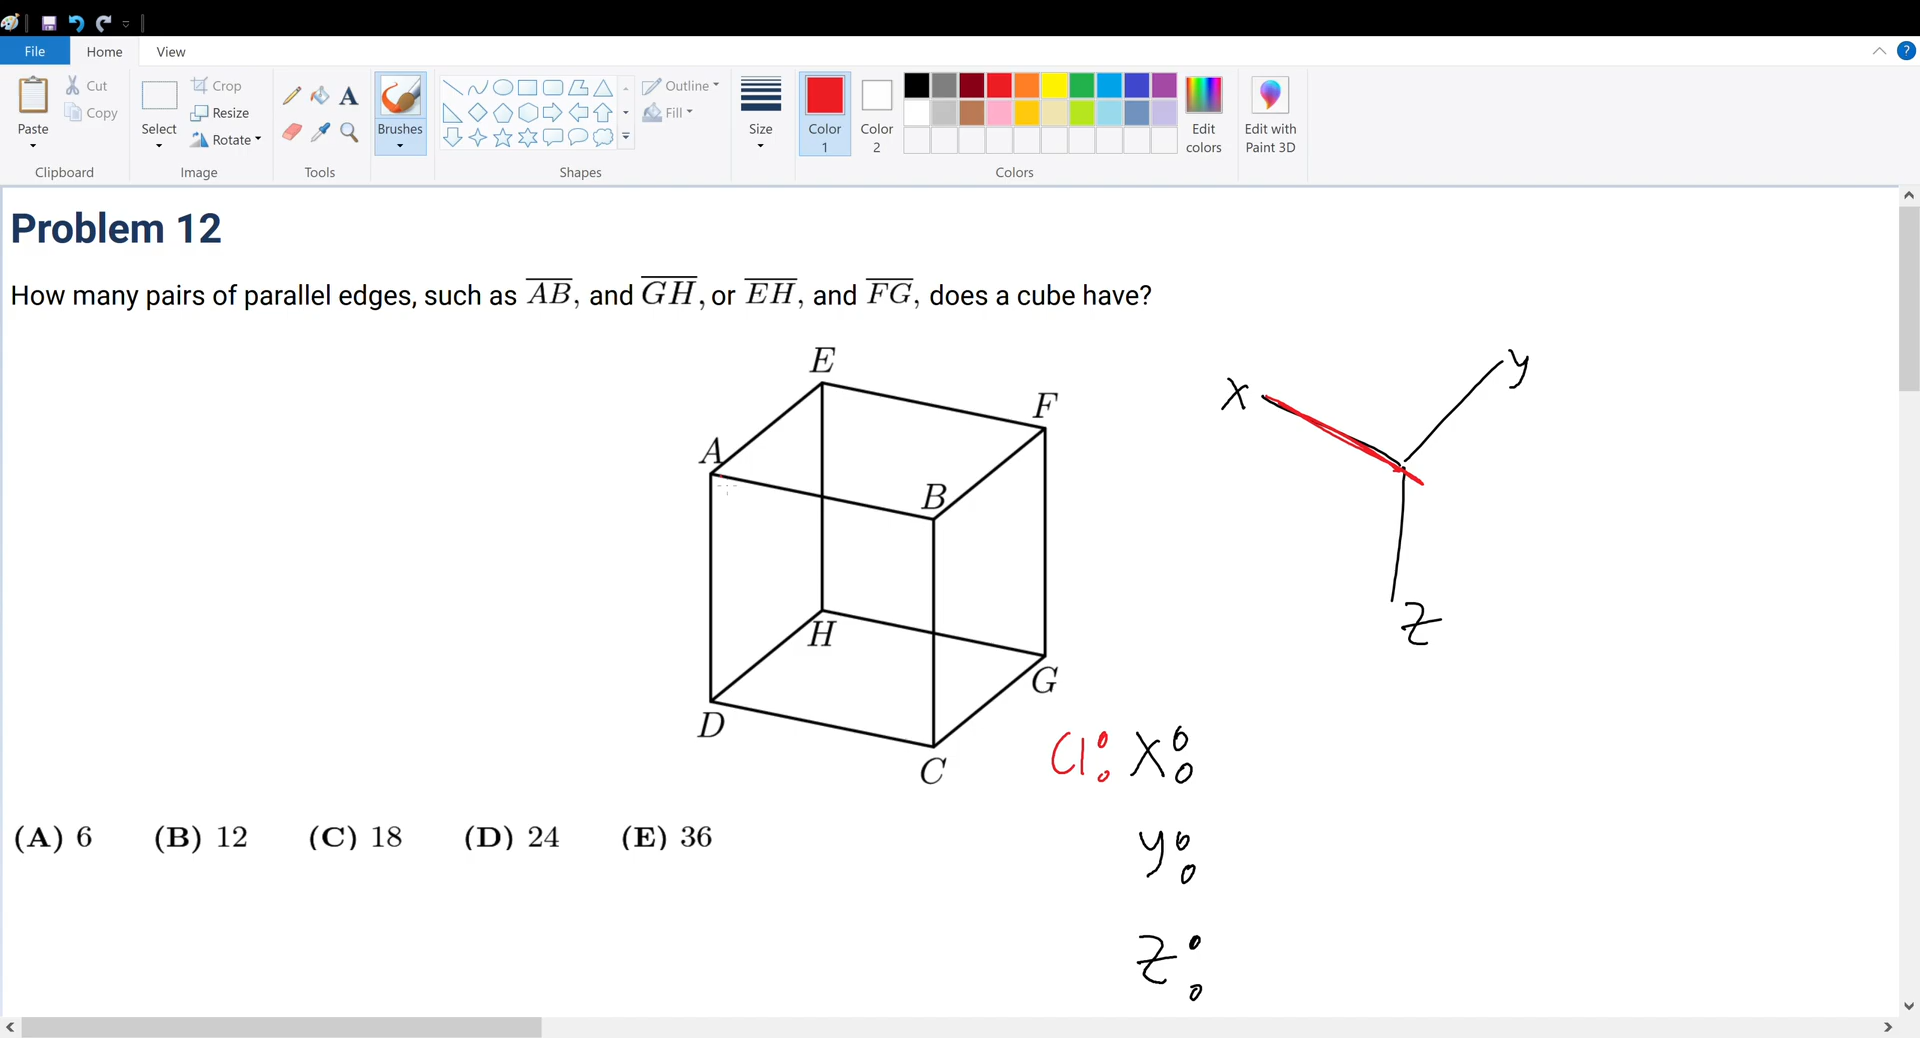 File Home View
Paste Cut Copy Clipboard
Select Crop Resize Rotate Image
A Tools
Brushes
Shapes
Outline Fill
Size
Color 1 Color 2 Edit colors Colors
Edit with Paint 3D
?
Problem 12
How many pairs of parallel edges, such as AB, and GH, or EH, and FG, does a cube have?
E
F
A
B
H
G
D
C
X
y
Z
C1: X:
y:
Z:
(A) 6 (B) 12 (C) 18 (D) 24 (E) 36